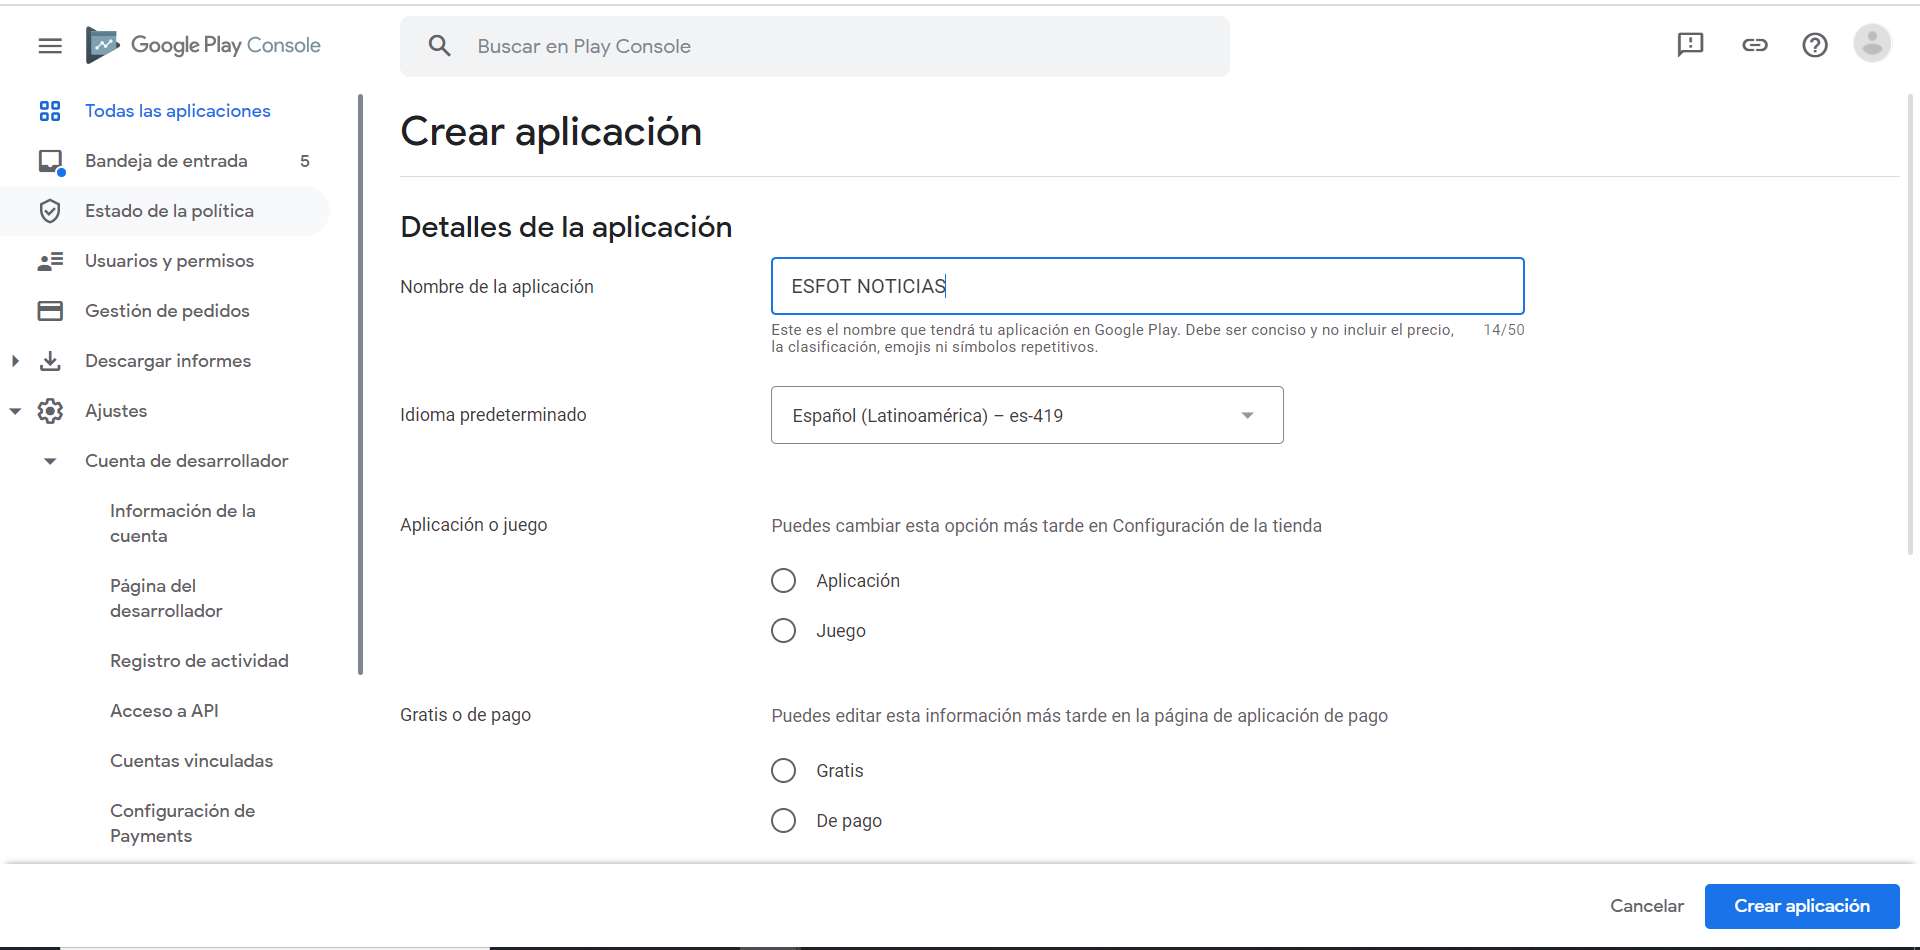 Google Play Console
Buscar en Play Console
Todas las aplicaciones
Bandeja de entrada 5
Estado de la política
Usuarios y permisos
Gestión de pedidos
Descargar informes
Ajustes
Cuenta de desarrollador
Información de la
cuenta
Página del
desarrollador
Registro de actividad
Acceso a API
Cuentas vinculadas
Configuración de
Payments
Crear aplicación
Detalles de la aplicación
Nombre de la aplicación
ESFOT NOTICIAS
Este es el nombre que tendrá tu aplicación en Google Play. Debe ser conciso y no incluir el precio, 14/50
la clasificación, emojis ni símbolos repetitivos.
Idioma predeterminado
Español (Latinoamérica) – es-419
Aplicación o juego
Puedes cambiar esta opción más tarde en Configuración de la tienda
Aplicación
Juego
Gratis o de pago
Puedes editar esta información más tarde en la página de aplicación de pago
Gratis
De pago
Cancelar
Crear aplicación